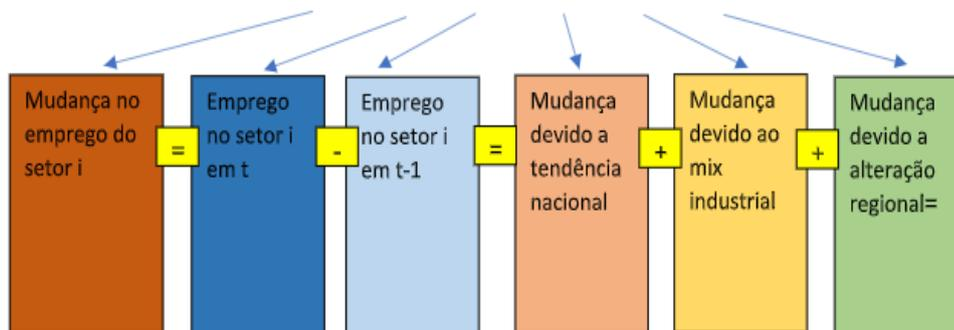 Mudança no
emprego do
setor i
=
Emprego
no setor i
em t
-
Emprego
no setor i
em t-1
=
Mudança
devido a
tendência
nacional
+
Mudança
devido ao
mix
industrial
+
Mudança
devido a
alteração
regional=